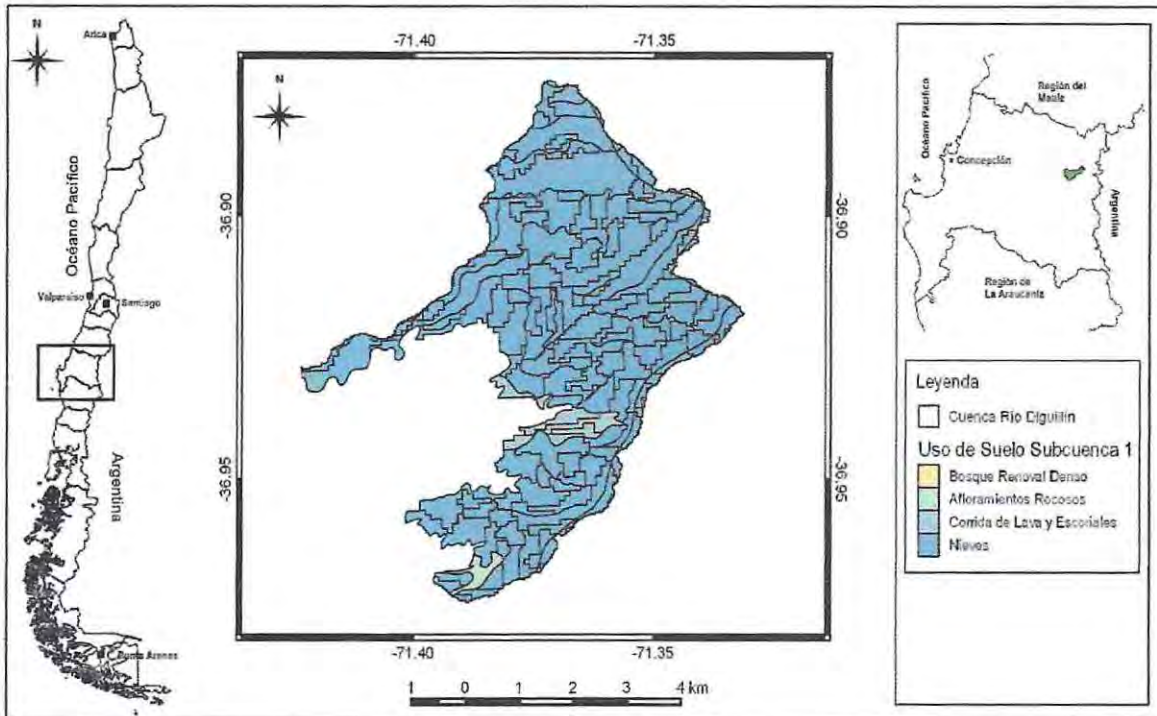 N
Arica
Océano Pacífico
Valparaíso
Santiago
Argentina
Punta Arenas
-71.40
-71.35
N
-36.90
-36.90
-36.95
-36.95
-71.40
-71.35
1 0 1 2 3 4 km
Región del
Maule
Océano Pacífico
Concepción
Argentina
Región de
La Araucanía
Leyenda
Cuenca Río Diguillín
Uso de Suelo Subcuenca 1
Bosque Renoval Denso
Afloramientos Rocosos
Corrida de Lava y Escoriales
Nieves